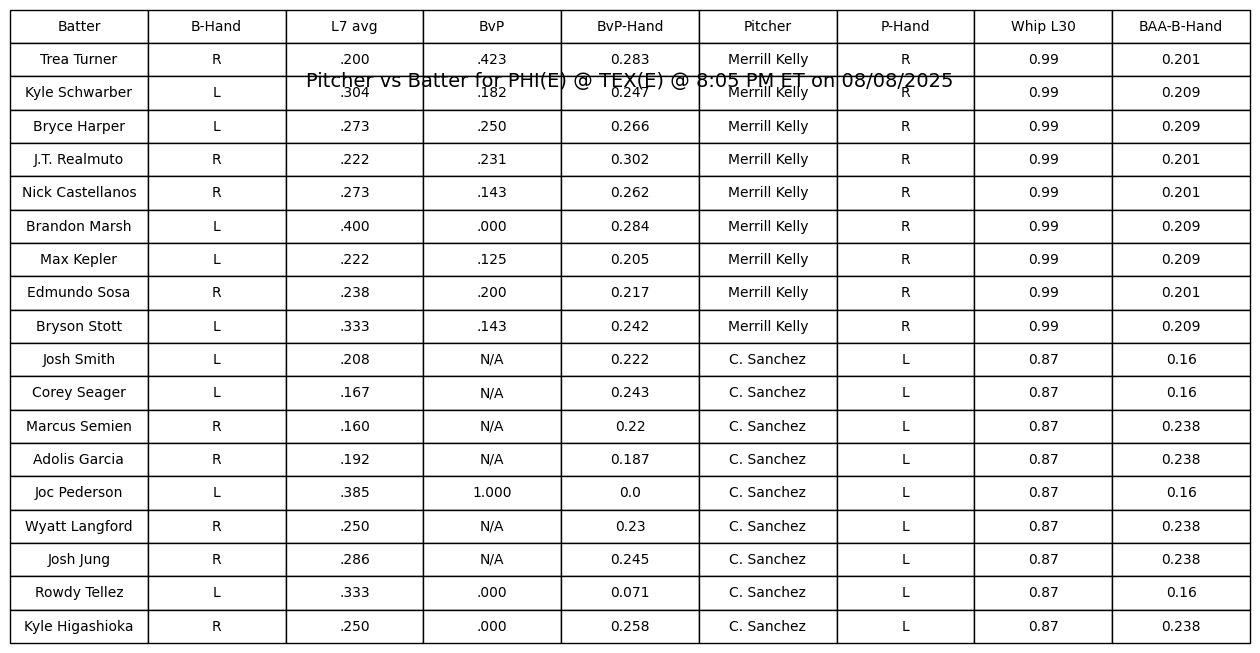 Batter B-Hand L7 avg BvP BvP-Hand Pitcher P-Hand Whip L30 BAA-B-Hand
Trea Turner R .200 .423 0.283 Merrill Kelly R 0.99 0.201
Pitcher vs Batter for PHI(E) @ TEX(E) @ 8:05 PM ET on 08/08/2025
Kyle Schwarber L .304 .182 0.247 Merrill Kelly R 0.99 0.209
Bryce Harper L .273 .250 0.266 Merrill Kelly R 0.99 0.209
J.T. Realmuto R .222 .231 0.302 Merrill Kelly R 0.99 0.201
Nick Castellanos R .273 .143 0.262 Merrill Kelly R 0.99 0.201
Brandon Marsh L .400 .000 0.284 Merrill Kelly R 0.99 0.209
Max Kepler L .222 .125 0.205 Merrill Kelly R 0.99 0.209
Edmundo Sosa R .238 .200 0.217 Merrill Kelly R 0.99 0.201
Bryson Stott L .333 .143 0.242 Merrill Kelly R 0.99 0.209
Josh Smith L .208 N/A 0.222 C. Sanchez L 0.87 0.16
Corey Seager L .167 N/A 0.243 C. Sanchez L 0.87 0.16
Marcus Semien R .160 N/A 0.22 C. Sanchez L 0.87 0.238
Adolis Garcia R .192 N/A 0.187 C. Sanchez L 0.87 0.238
Joc Pederson L .385 1.000 0.0 C. Sanchez L 0.87 0.16
Wyatt Langford R .250 N/A 0.23 C. Sanchez L 0.87 0.238
Josh Jung R .286 N/A 0.245 C. Sanchez L 0.87 0.238
Rowdy Tellez L .333 .000 0.071 C. Sanchez L 0.87 0.16
Kyle Higashioka R .250 .000 0.258 C. Sanchez L 0.87 0.238